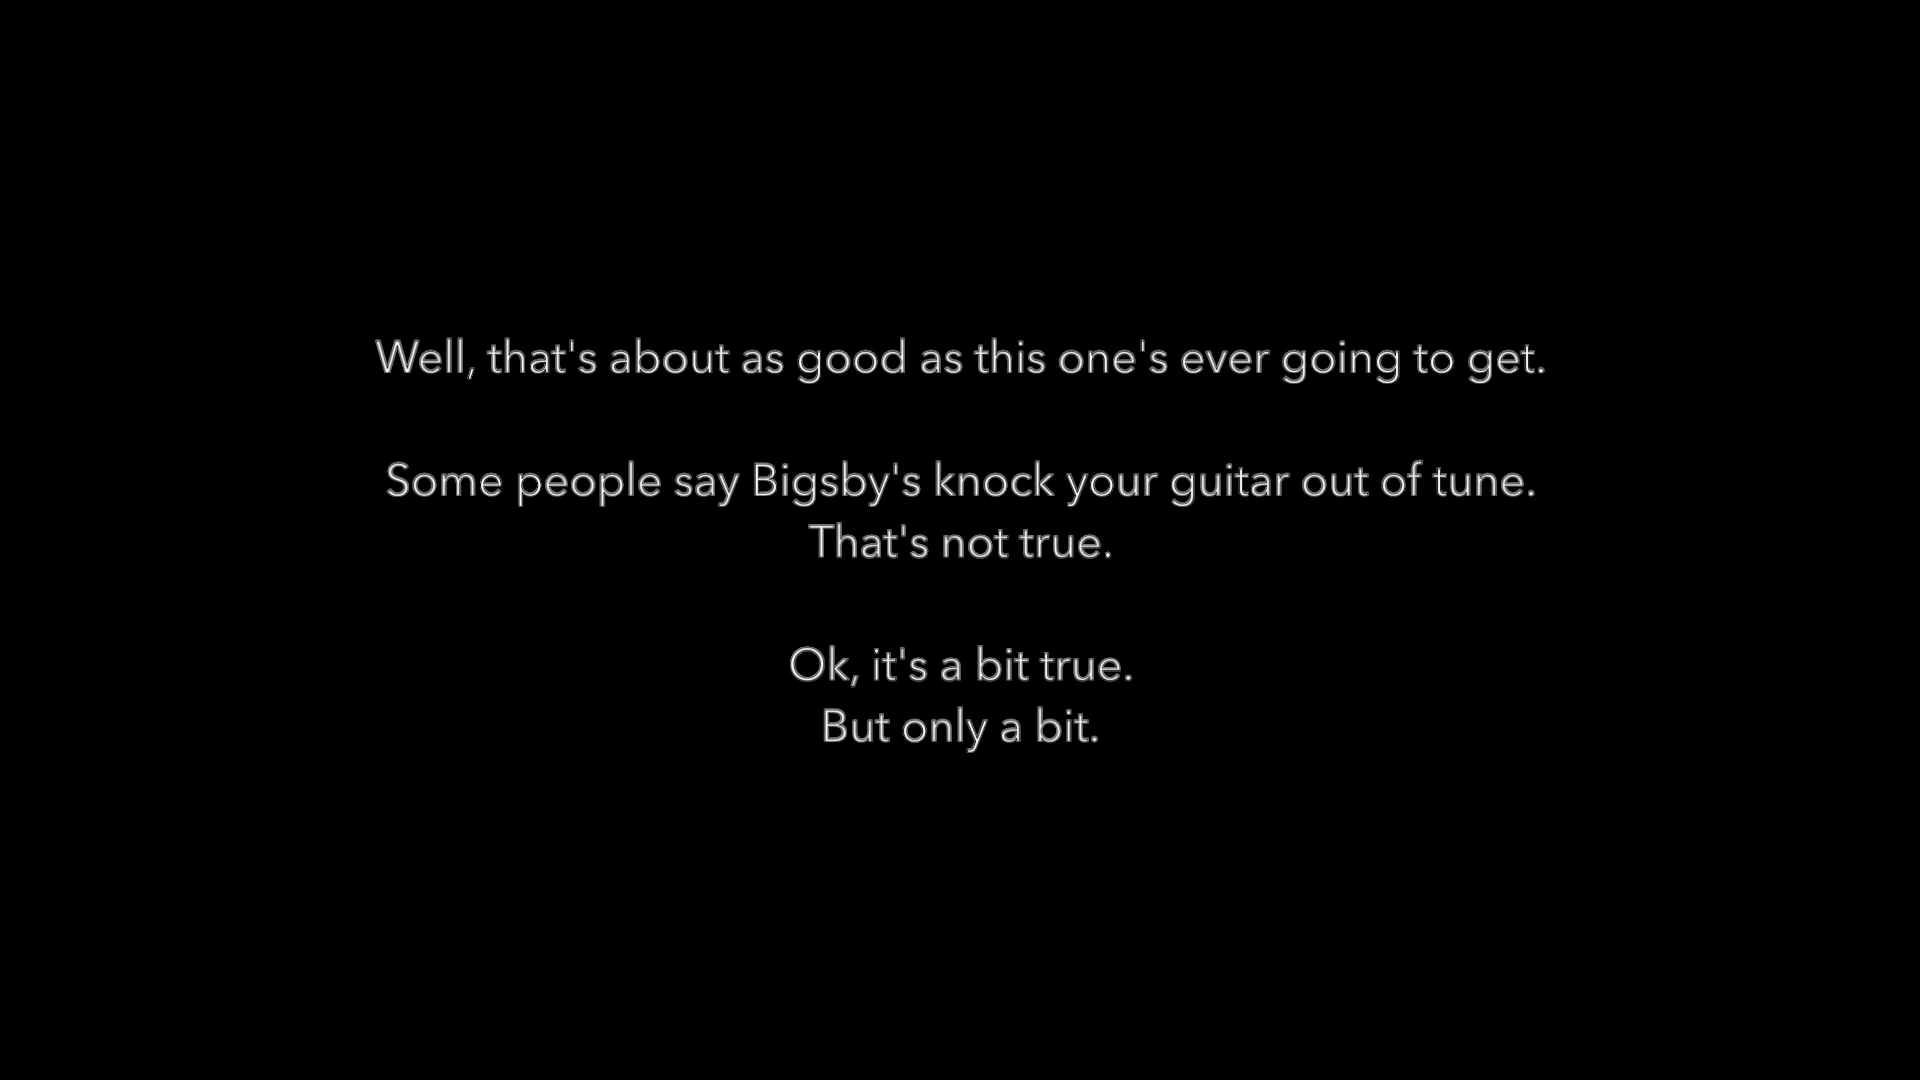 Well, that's about as good as this one's ever going to get.
Some people say Bigsby's knock your guitar out of tune.
That's not true.
Ok, it's a bit true.
But only a bit.